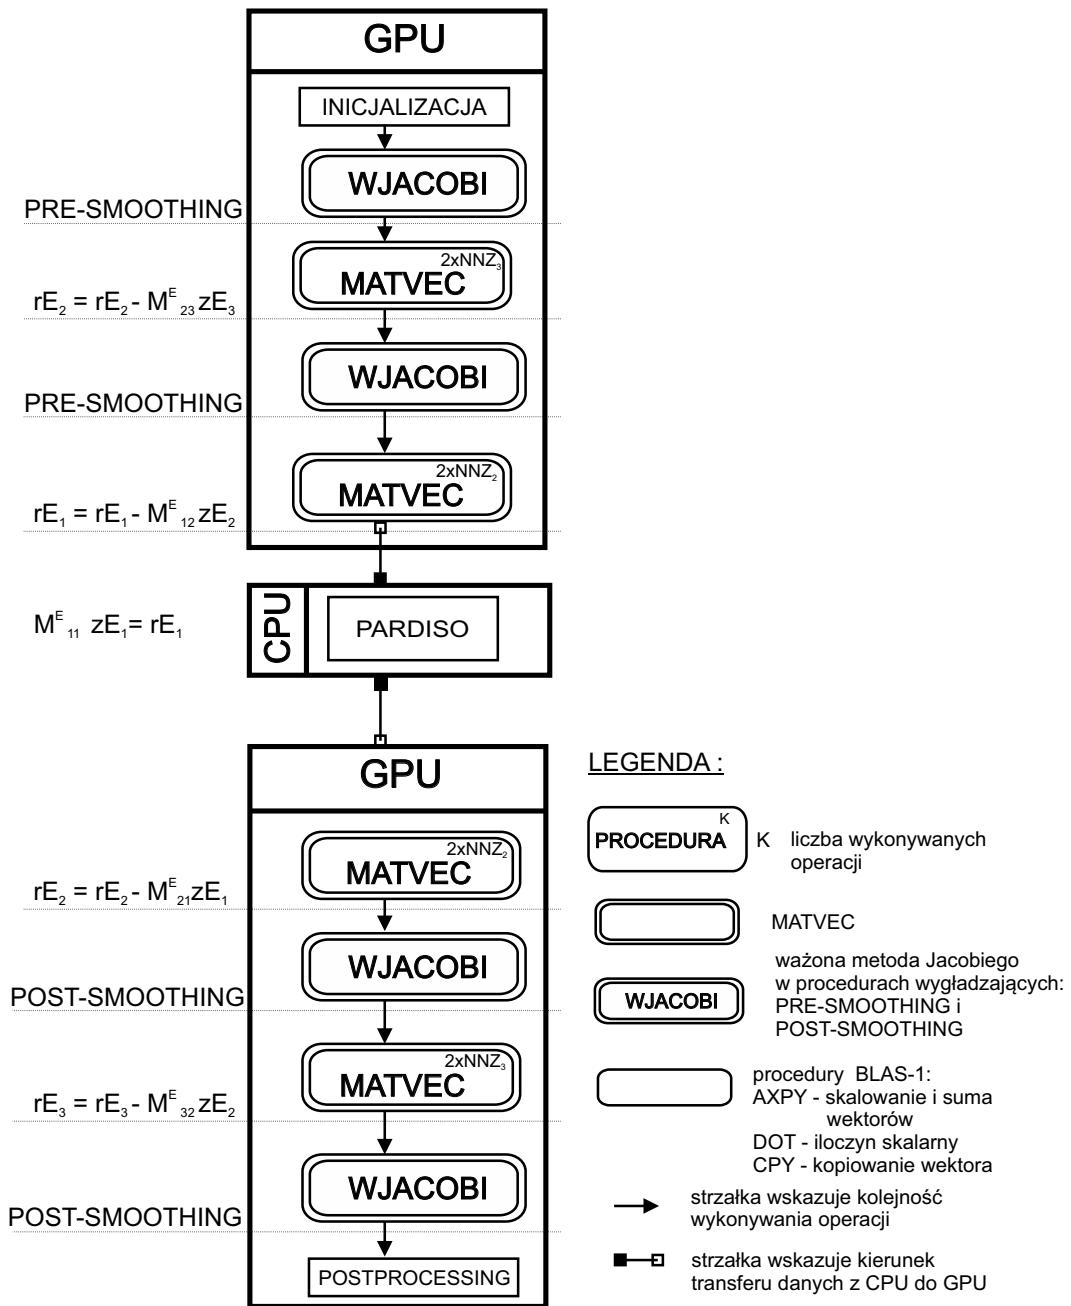 GPU
INICJALIZACJA
WJACOBI
PRE-SMOOTHING
2xNNZ₃
MATVEC
rE₂ = rE₂ - Mᴱ₂₃ zE₃
WJACOBI
PRE-SMOOTHING
2xNNZ₂
MATVEC
rE₁ = rE₁ - Mᴱ₁₂ zE₂
CPU
PARDISO
Mᴱ₁₁ zE₁= rE₁
GPU
2xNNZ₂
MATVEC
rE₂ = rE₂ - Mᴱ₂₁zE₁
WJACOBI
POST-SMOOTHING
2xNNZ₃
MATVEC
rE₃ = rE₃ - Mᴱ₃₂ zE₂
WJACOBI
POST-SMOOTHING
POSTPROCESSING
LEGENDA :
K
PROCEDURA
K liczba wykonywanych
operacji
MATVEC
WJACOBI
ważona metoda Jacobiego
w procedurach wygładzających:
PRE-SMOOTHING i
POST-SMOOTHING
procedury BLAS-1:
AXPY - skalowanie i suma
wektorów
DOT - iloczyn skalarny
CPY - kopiowanie wektora
strzałka wskazuje kolejność
wykonywania operacji
strzałka wskazuje kierunek
transferu danych z CPU do GPU